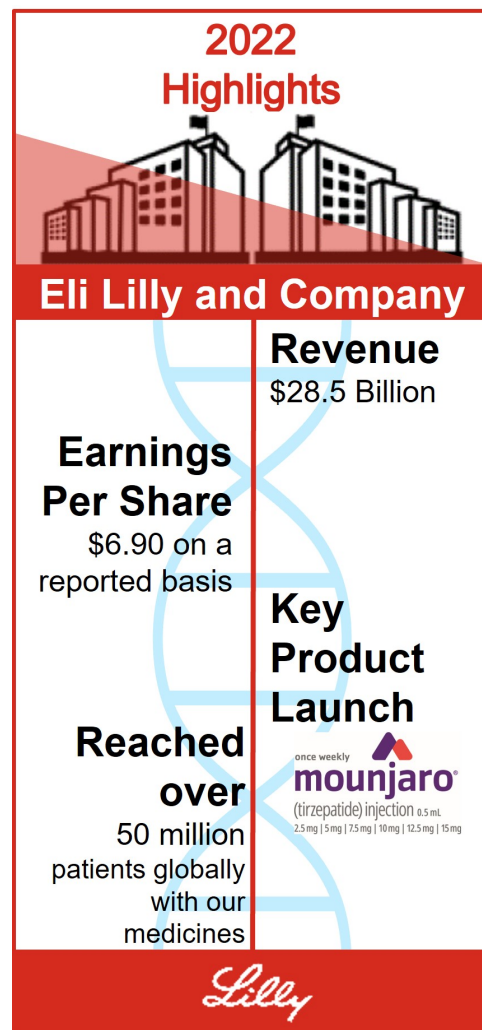 2022
Highlights
Eli Lilly and Company
Revenue
$28.5 Billion
Earnings
Per Share
$6.90 on a
reported basis
Key
Product
Launch
once weekly
mounjaro®
(tirzepatide) injection 0.5 mL
2.5 mg | 5 mg | 7.5 mg | 10 mg | 12.5 mg | 15 mg
Reached
over
50 million
patients globally
with our
medicines
Lilly